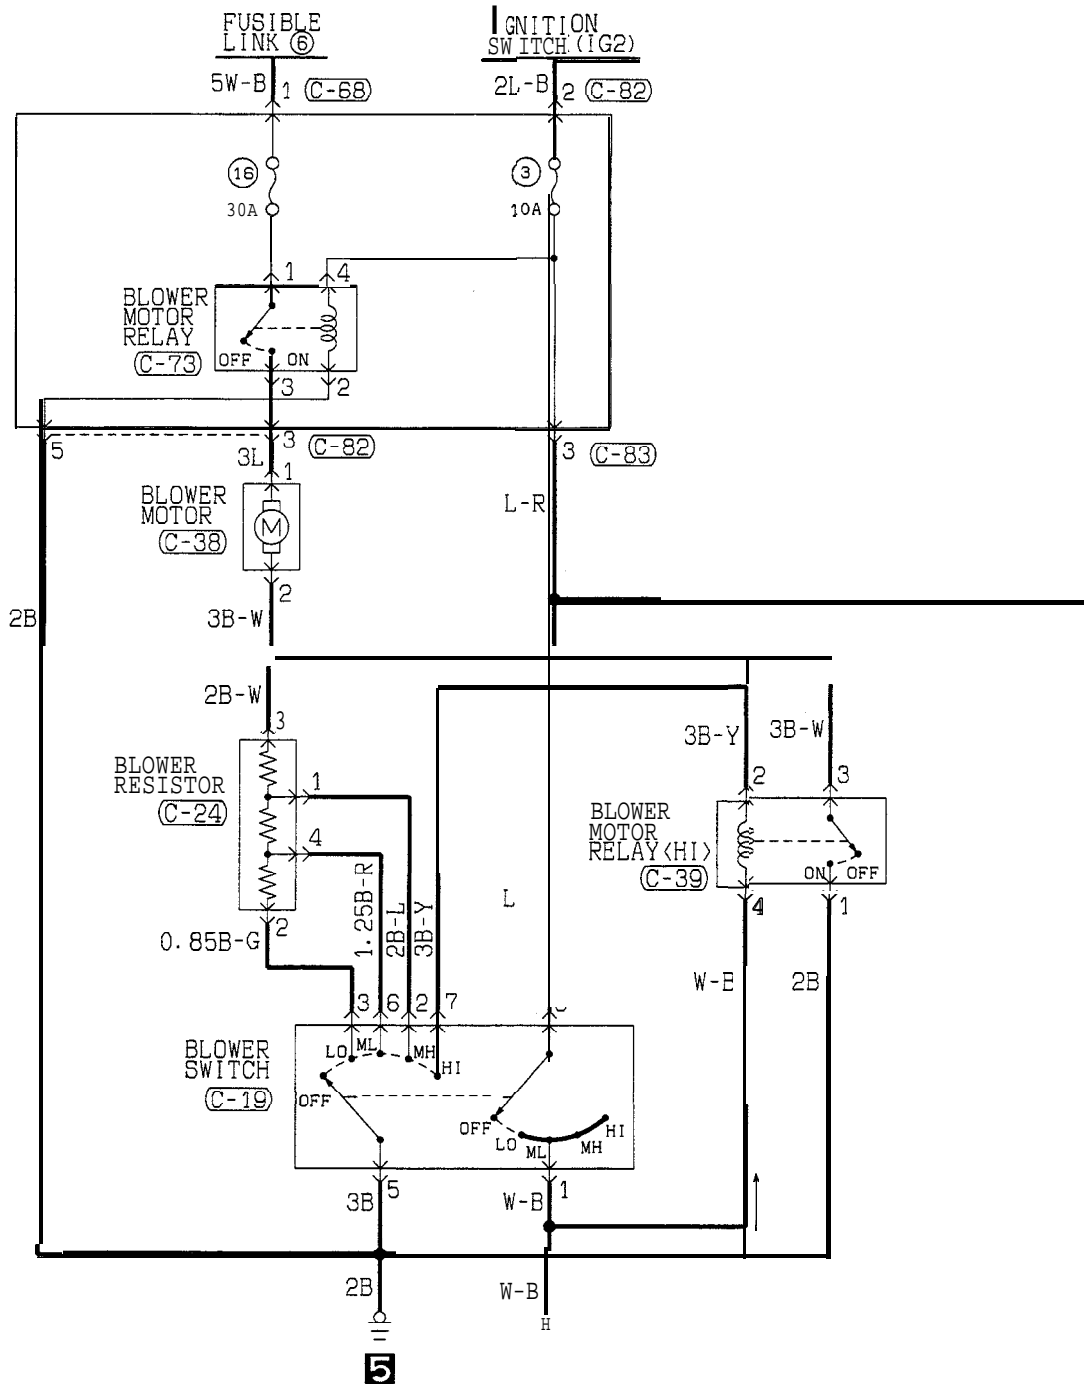 FUSIBLE
LINK ⑥
IGNITION
SWITCH (IG2)
5W-B
1
C-68
2L-B
2
C-82
16
30A
3
10A
1
4
BLOWER
MOTOR
RELAY
C-73
OFF
ON
3
2
5
3
C-82
3
C-83
3L
1
BLOWER
MOTOR
C-38
M
L-R
2
2B
3B-W
2B-W
3
3B-Y
3B-W
BLOWER
RESISTOR
C-24
1
4
2
3
BLOWER
MOTOR
RELAY<HI>
C-39
ON
OFF
2
0.85B-G
1.25B-R
2B-L
3B-Y
L
4
1
W-B
2B
3
6
2
7
BLOWER
SWITCH
C-19
LO
ML
MH
HI
OFF
OFF
LO
ML
MH
HI
5
1
3B
W-B
2B
W-B
H
5